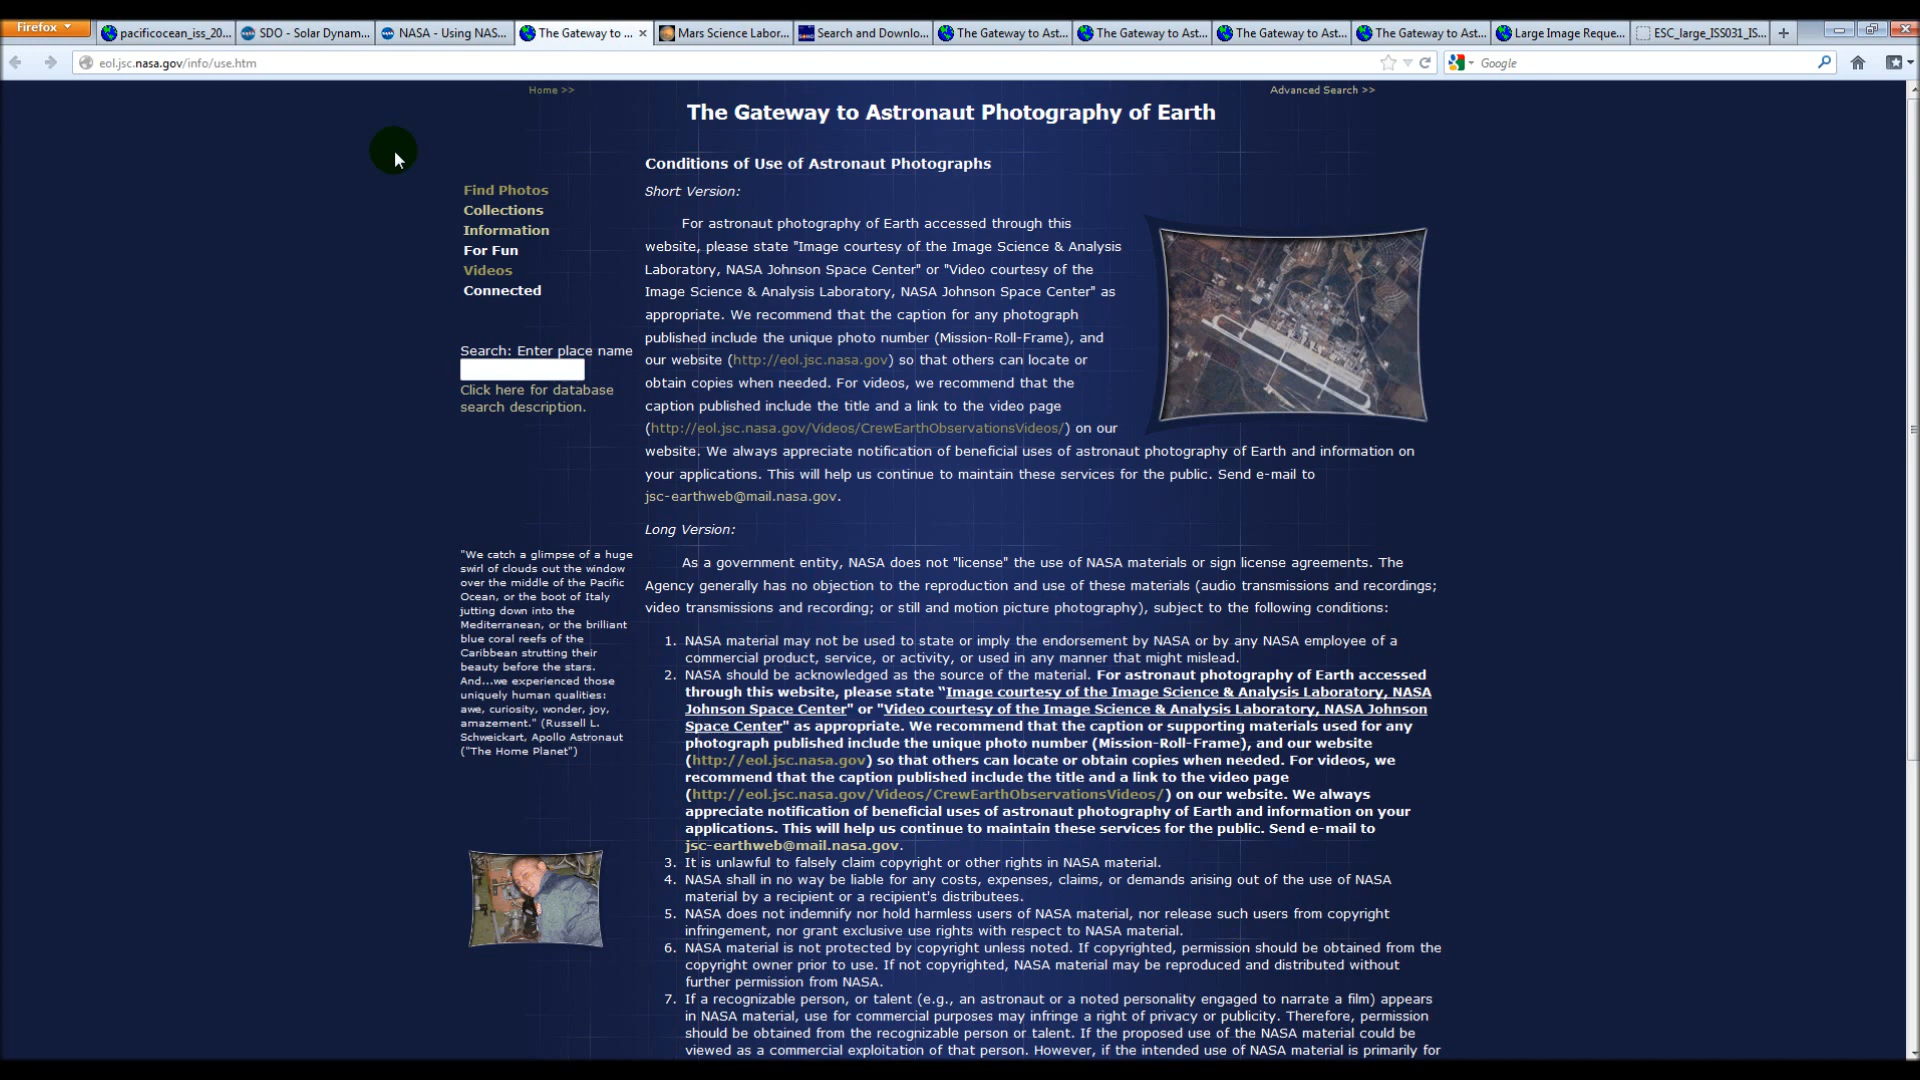 Firefox
pacificocean_iss_20...
SDO - Solar Dynam...
NASA - Using NAS...
The Gateway to ...
Mars Science Labor...
Search and Downlo...
The Gateway to Ast...
The Gateway to Ast...
The Gateway to Ast...
The Gateway to Ast...
Large Image Reque...
ESC_large_ISS031_IS...
eol.jsc.nasa.gov/info/use.htm
Google
Home >>
Advanced Search >>
The Gateway to Astronaut Photography of Earth
Find Photos
Collections
Information
For Fun
Videos
Connected
Search: Enter place name
Click here for database
search description.
"We catch a glimpse of a huge
swirl of clouds out the window
over the middle of the Pacific
Ocean, or the boot of Italy
jutting down into the
Mediterranean, or the brilliant
blue coral reefs of the
Caribbean strutting their
beauty before the stars.
And...we experienced those
uniquely human qualities:
awe, curiosity, wonder, joy,
amazement." (Russell L.
Schweickart, Apollo Astronaut
("The Home Planet")
Conditions of Use of Astronaut Photographs
Short Version:
For astronaut photography of Earth accessed through this
website, please state "Image courtesy of the Image Science & Analysis
Laboratory, NASA Johnson Space Center" or "Video courtesy of the
Image Science & Analysis Laboratory, NASA Johnson Space Center" as
appropriate. We recommend that the caption for any photograph
published include the unique photo number (Mission-Roll-Frame), and
our website (http://eol.jsc.nasa.gov) so that others can locate or
obtain copies when needed. For videos, we recommend that the
caption published include the title and a link to the video page
(http://eol.jsc.nasa.gov/Videos/CrewEarthObservationsVideos/) on our
website. We always appreciate notification of beneficial uses of astronaut photography of Earth and information on
your applications. This will help us continue to maintain these services for the public. Send e-mail to
jsc-earthweb@mail.nasa.gov.
Long Version:
As a government entity, NASA does not "license" the use of NASA materials or sign license agreements. The
Agency generally has no objection to the reproduction and use of these materials (audio transmissions and recordings;
video transmissions and recording; or still and motion picture photography), subject to the following conditions:
1. NASA material may not be used to state or imply the endorsement by NASA or by any NASA employee of a
commercial product, service, or activity, or used in any manner that might mislead.
2. NASA should be acknowledged as the source of the material. For astronaut photography of Earth accessed
through this website, please state “Image courtesy of the Image Science & Analysis Laboratory, NASA
Johnson Space Center" or "Video courtesy of the Image Science & Analysis Laboratory, NASA Johnson
Space Center" as appropriate. We recommend that the caption or supporting materials used for any
photograph published include the unique photo number (Mission-Roll-Frame), and our website
(http://eol.jsc.nasa.gov) so that others can locate or obtain copies when needed. For videos, we
recommend that the caption published include the title and a link to the video page
(http://eol.jsc.nasa.gov/Videos/CrewEarthObservationsVideos/) on our website. We always
appreciate notification of beneficial uses of astronaut photography of Earth and information on your
applications. This will help us continue to maintain these services for the public. Send e-mail to
jsc-earthweb@mail.nasa.gov.
3. It is unlawful to falsely claim copyright or other rights in NASA material.
4. NASA shall in no way be liable for any costs, expenses, claims, or demands arising out of the use of NASA
material by a recipient or a recipient's distributees.
5. NASA does not indemnify nor hold harmless users of NASA material, nor release such users from copyright
infringement, nor grant exclusive use rights with respect to NASA material.
6. NASA material is not protected by copyright unless noted. If copyrighted, permission should be obtained from the
copyright owner prior to use. If not copyrighted, NASA material may be reproduced and distributed without
further permission from NASA.
7. If a recognizable person, or talent (e.g., an astronaut or a noted personality engaged to narrate a film) appears
in NASA material, use for commercial purposes may infringe a right of privacy or publicity. Therefore, permission
should be obtained from the recognizable person or talent. If the proposed use of the NASA material could be
viewed as a commercial exploitation of that person. However, if the intended use of NASA material is primarily for